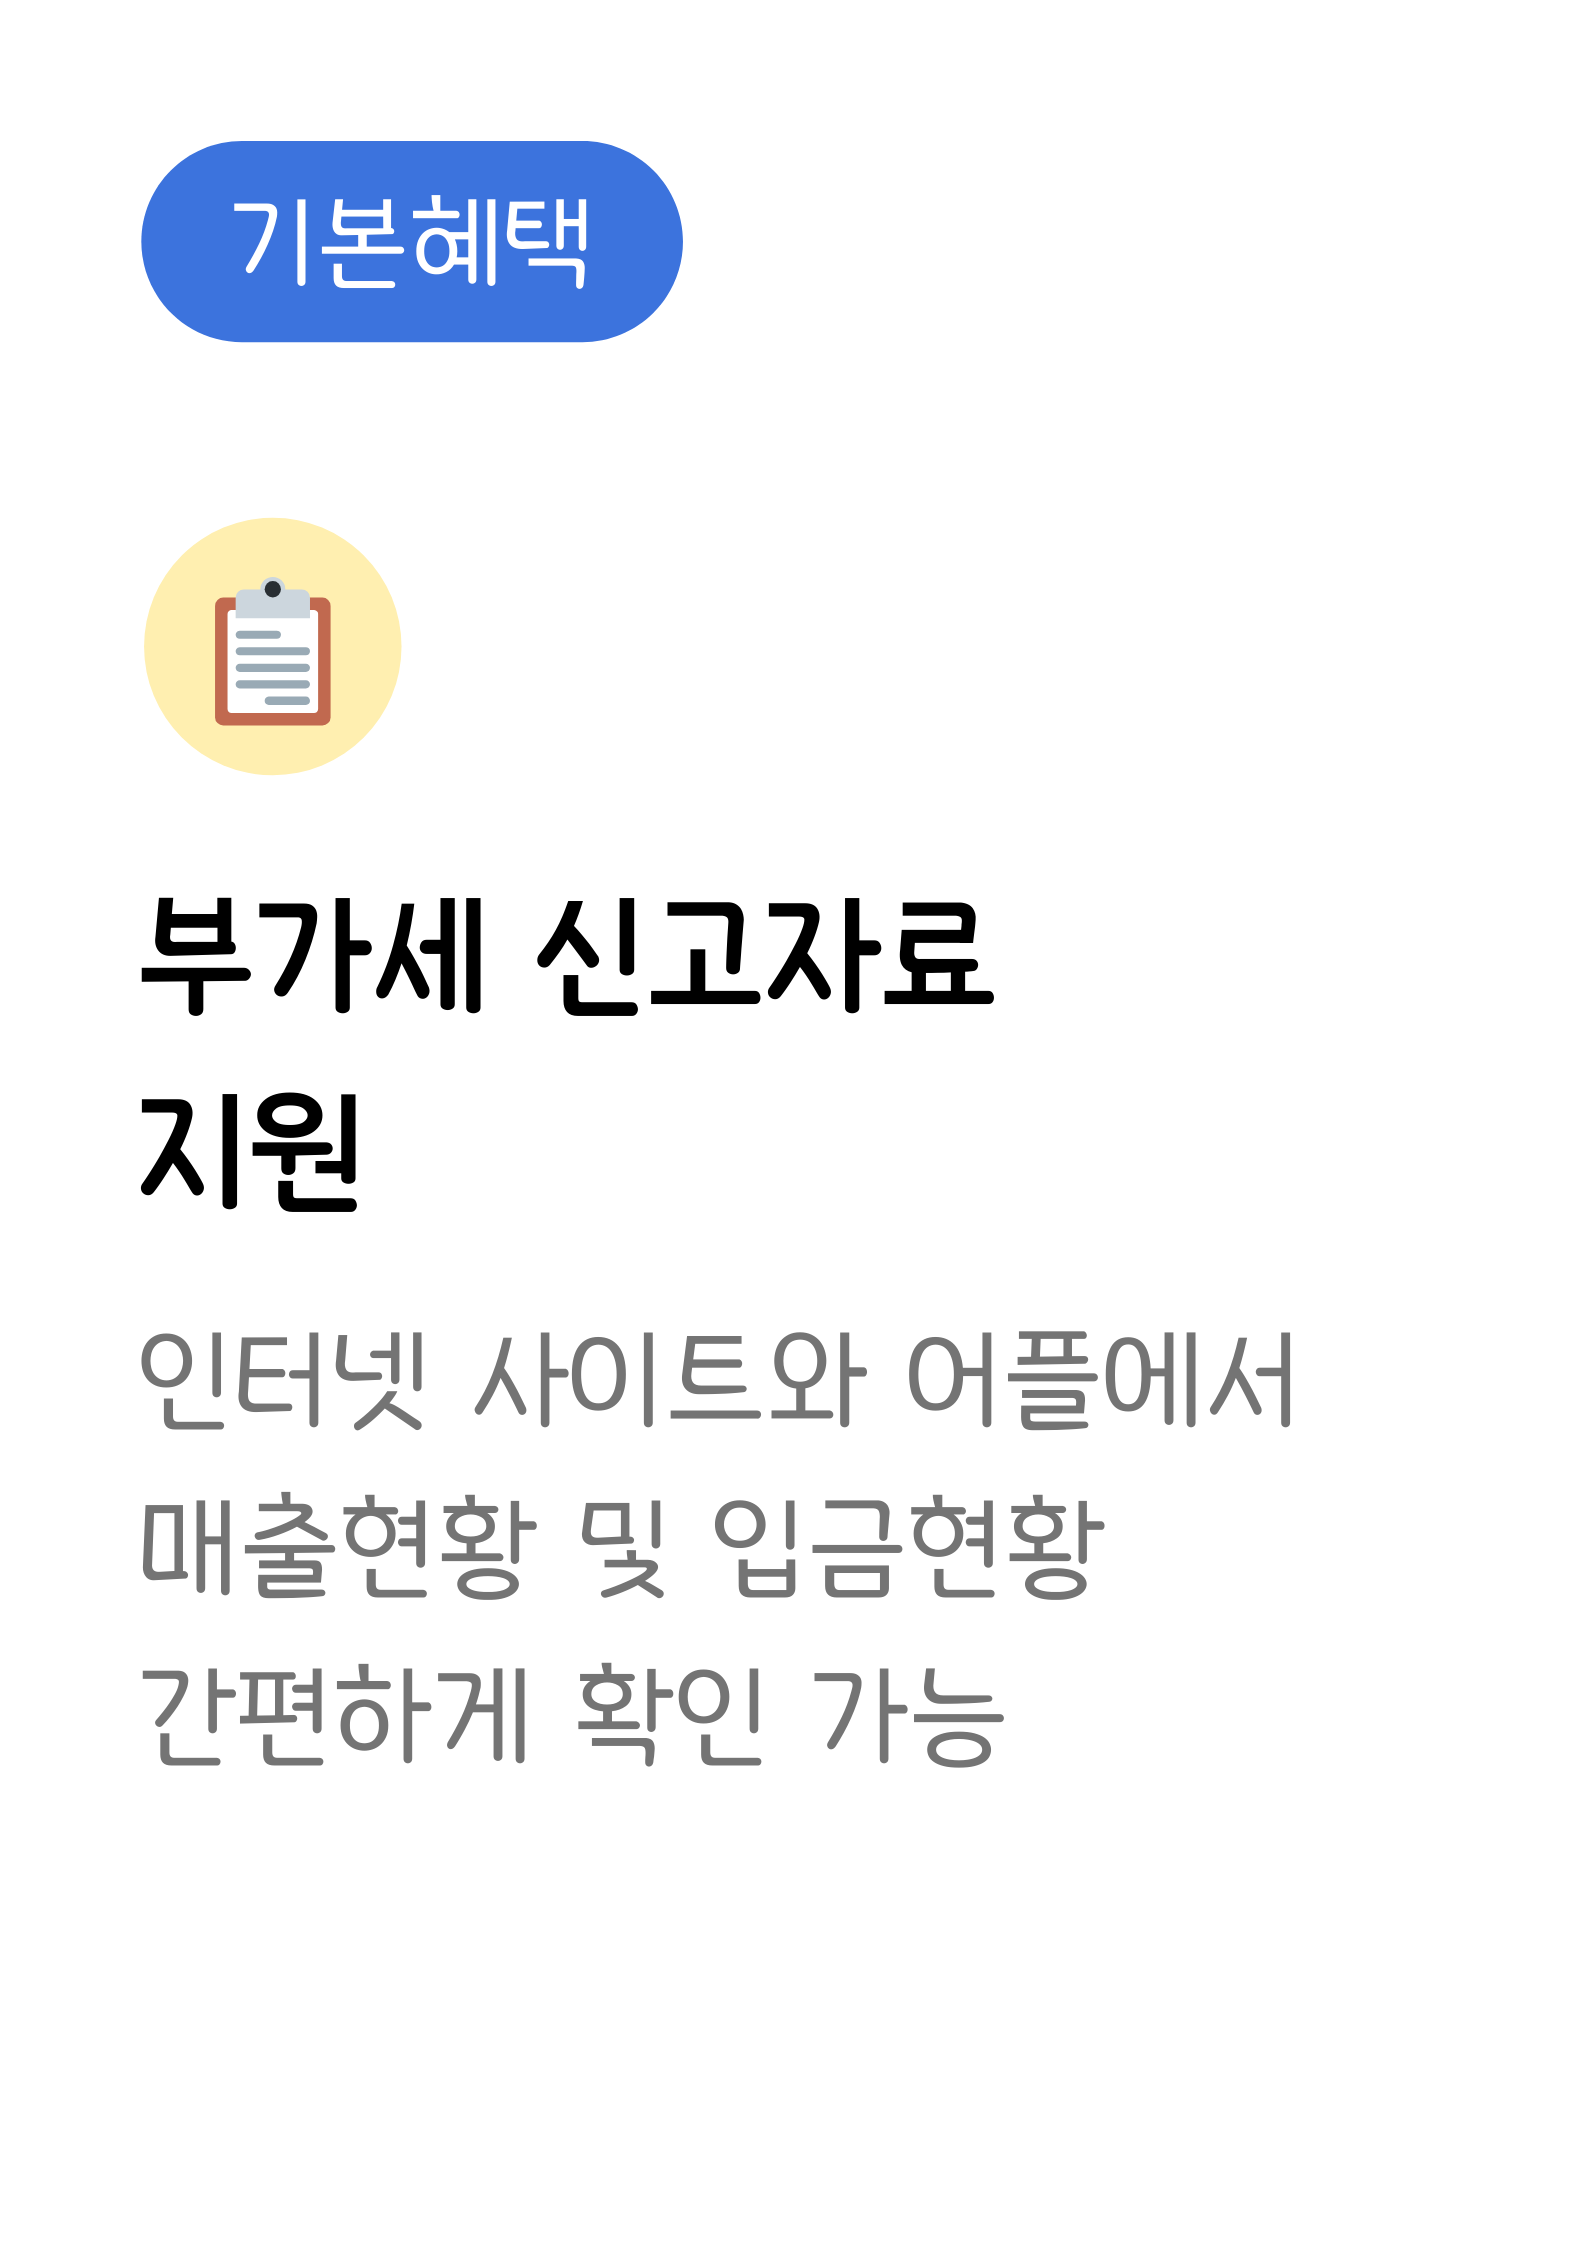 기본혜택
부가세 신고자료
지원
인터넷 사이트와 어플에서
매출현황 및 입금현황
간편하게 확인 가능